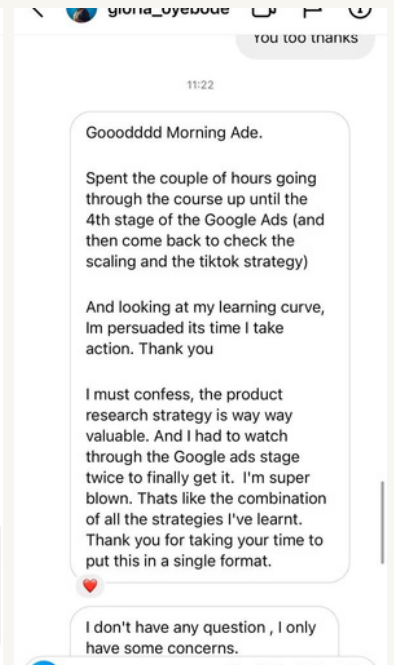 gloria_oyebode
You too thanks
11:22
Gooodddd Morning Ade.
Spent the couple of hours going
through the course up until the
4th stage of the Google Ads (and
then come back to check the
scaling and the tiktok strategy)
And looking at my learning curve,
Im persuaded its time I take
action. Thank you
I must confess, the product
research strategy is way way
valuable. And I had to watch
through the Google ads stage
twice to finally get it.  I'm super
blown. Thats like the combination
of all the strategies I've learnt.
Thank you for taking your time to
put this in a single format.
I don't have any question , I only
have some concerns.